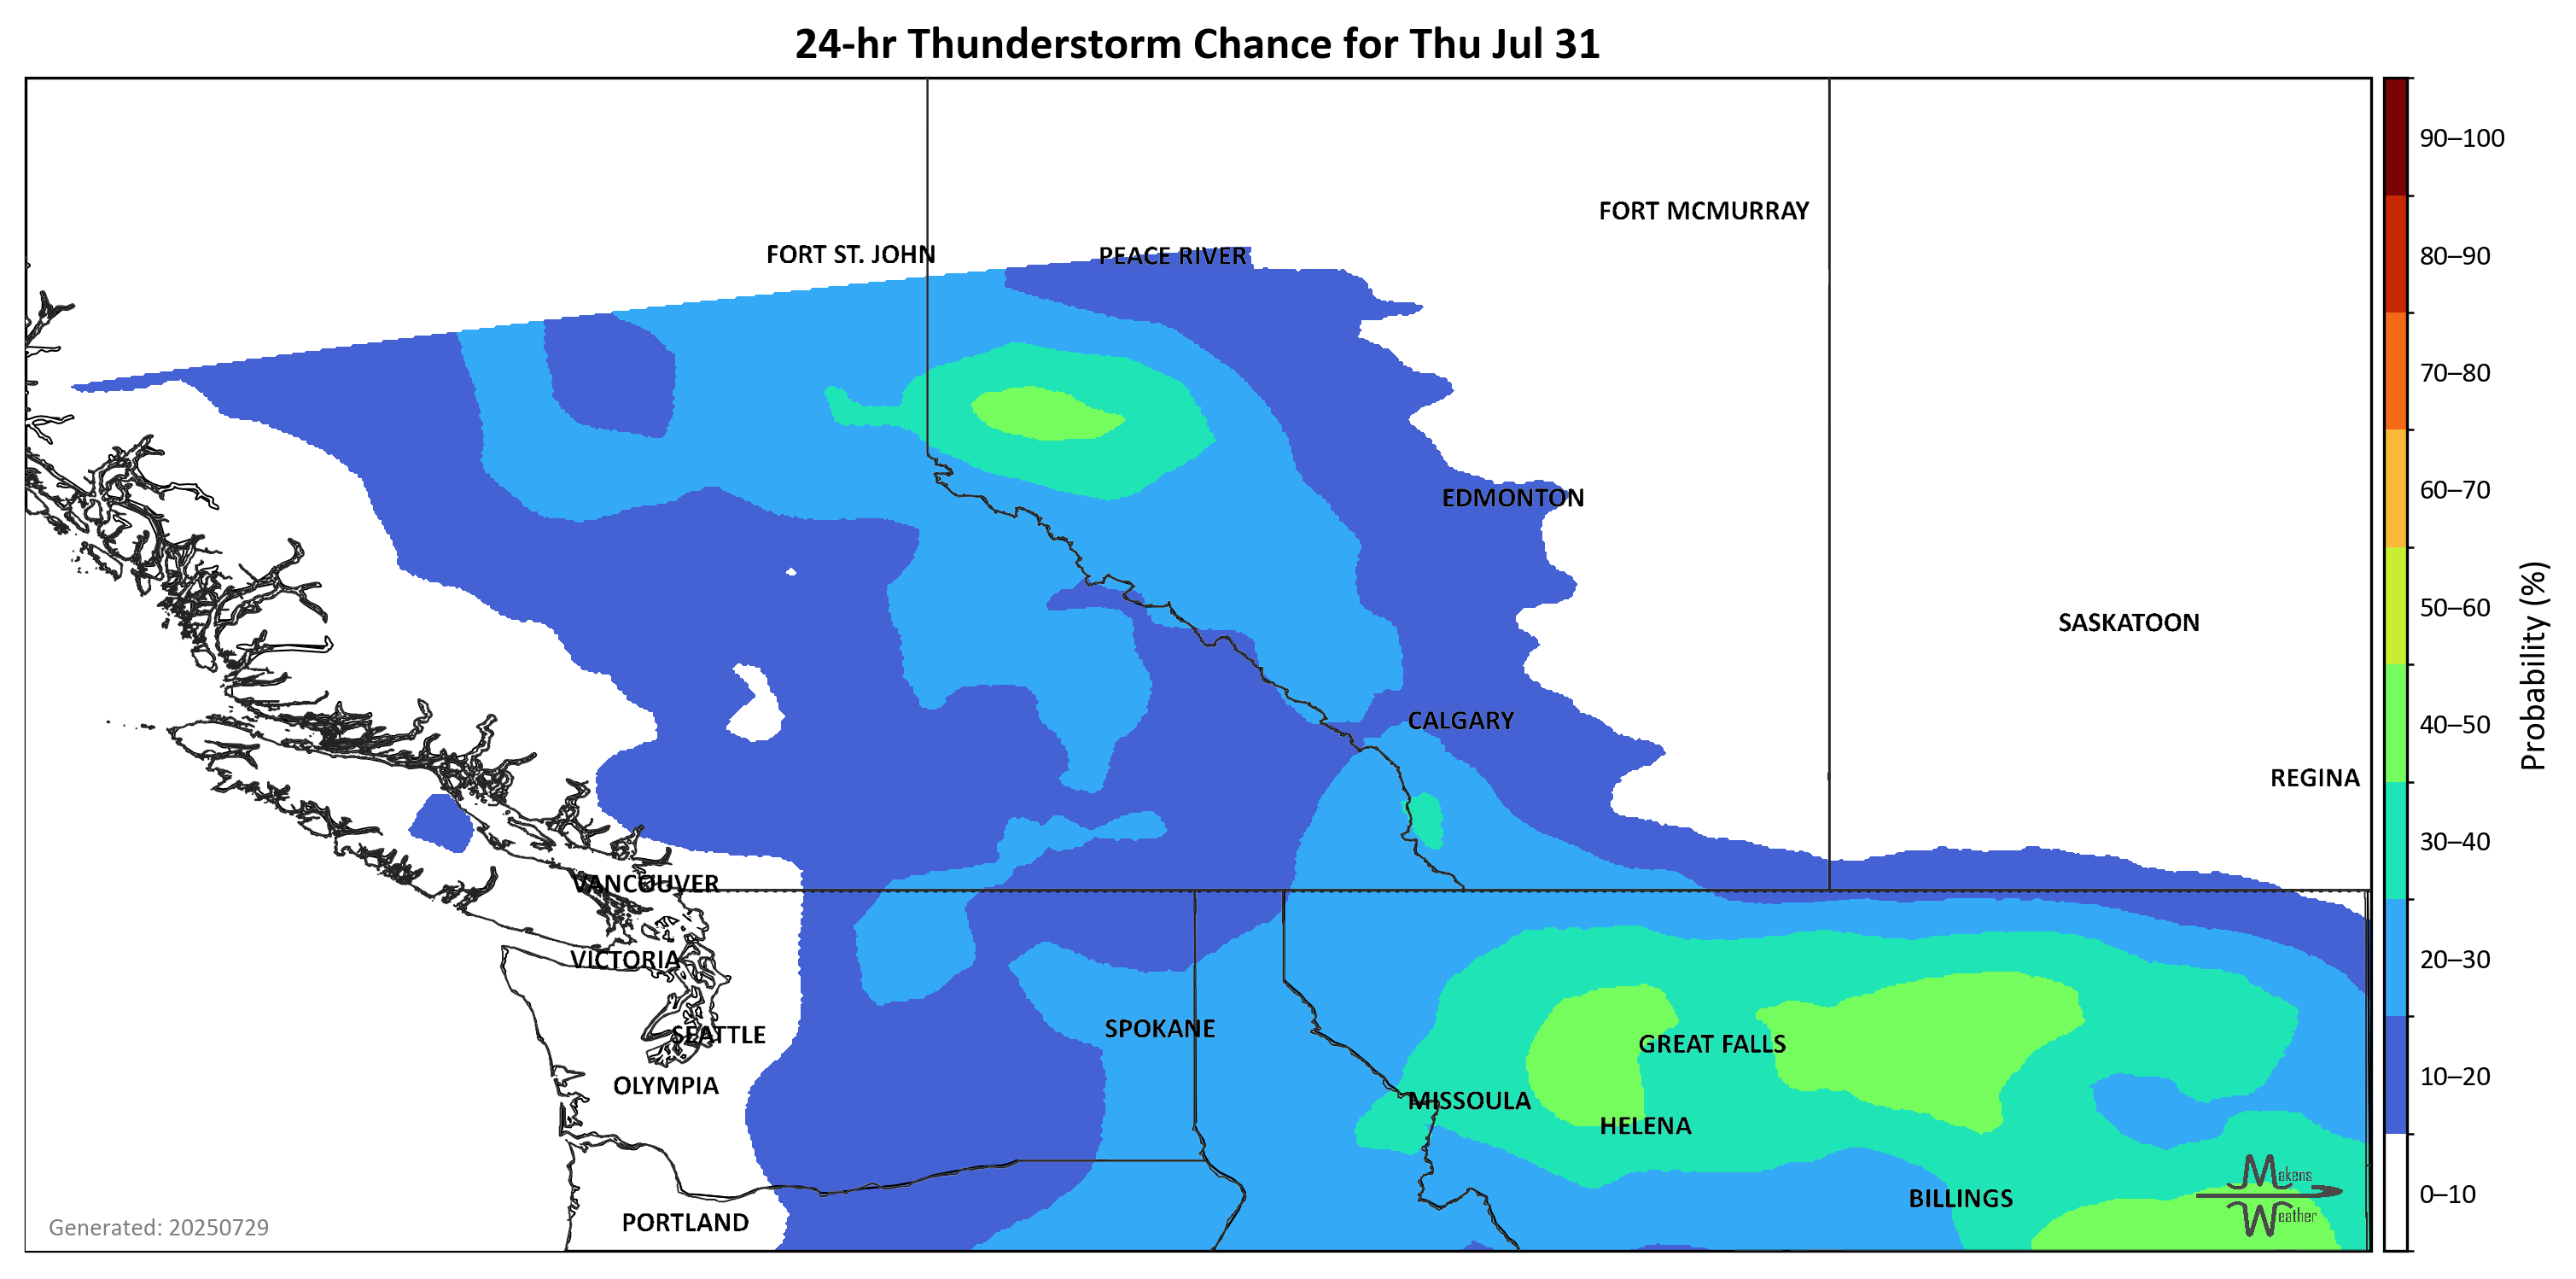 24-hr Thunderstorm Chance for Thu Jul 31
90–100
FORT MCMURRAY
FORT ST. JOHN
PEACE RIVER
80–90
70–80
60–70
EDMONTON
50–60
SASKATOON
Probability (%)
CALGARY
40–50
REGINA
30–40
VANCOUVER
VICTORIA
20–30
SPOKANE
SEATTLE
GREAT FALLS
OLYMPIA
10–20
MISSOULA
HELENA
Makens
Weather
BILLINGS
0–10
PORTLAND
Generated: 20250729